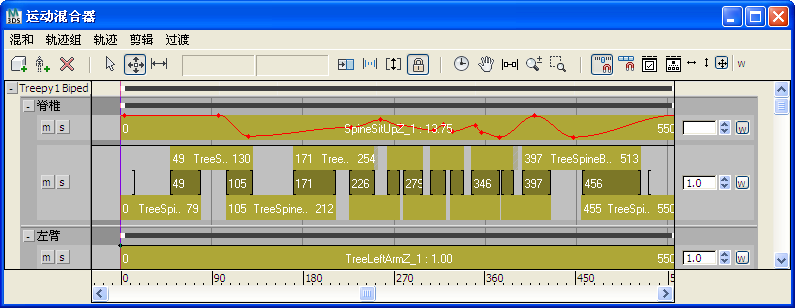 运动混合器
混和 轨迹组 轨迹 剪辑 过渡
w
- Treepy1 Biped
- 脊椎
m s 0 SpineSitUpZ_1 : 13.75 550 w
49 TreeS.. 130 171 Tree.. 254 397 TreeSpineB.. 513
m s 49 105 171 226 279 346 397 456 1.0 w
0 TreeSpi.. 79 105 TreeSpine.. 212 455 TreeSpi.. 550
- 左臂
m s 0 TreeLeftArmZ_1 : 1.00 550 1.0 w
0 90 180 270 360 450